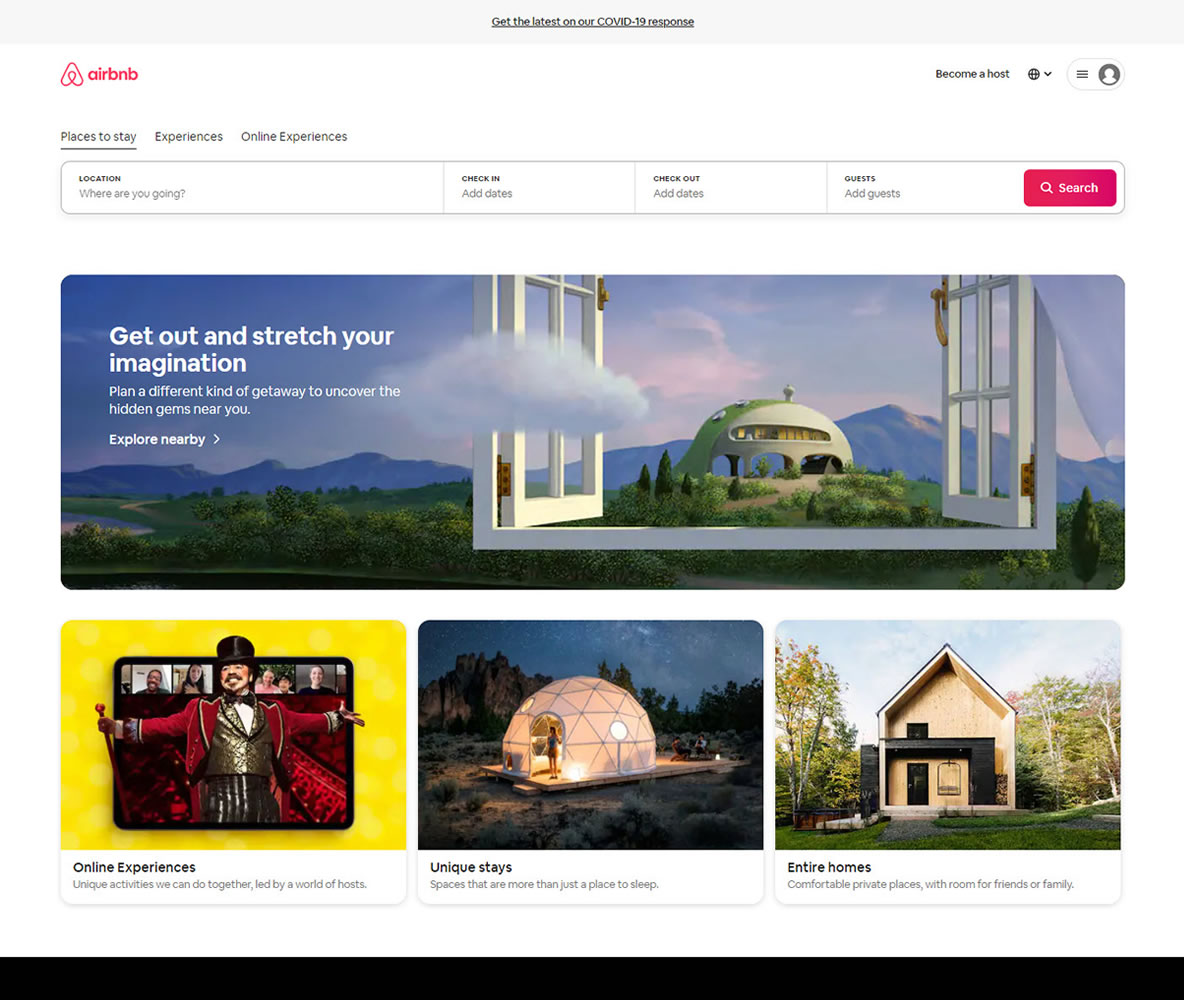 Get the latest on our COVID-19 response
airbnb
Become a host
Places to stay Experiences Online Experiences
LOCATION CHECK IN CHECK OUT GUESTS
Where are you going? Add dates Add dates Add guests
Search
Get out and stretch your
imagination
Plan a different kind of getaway to uncover the
hidden gems near you.
Explore nearby
Online Experiences
Unique activities we can do together, led by a world of hosts.
Unique stays
Spaces that are more than just a place to sleep.
Entire homes
Comfortable private places, with room for friends or family.